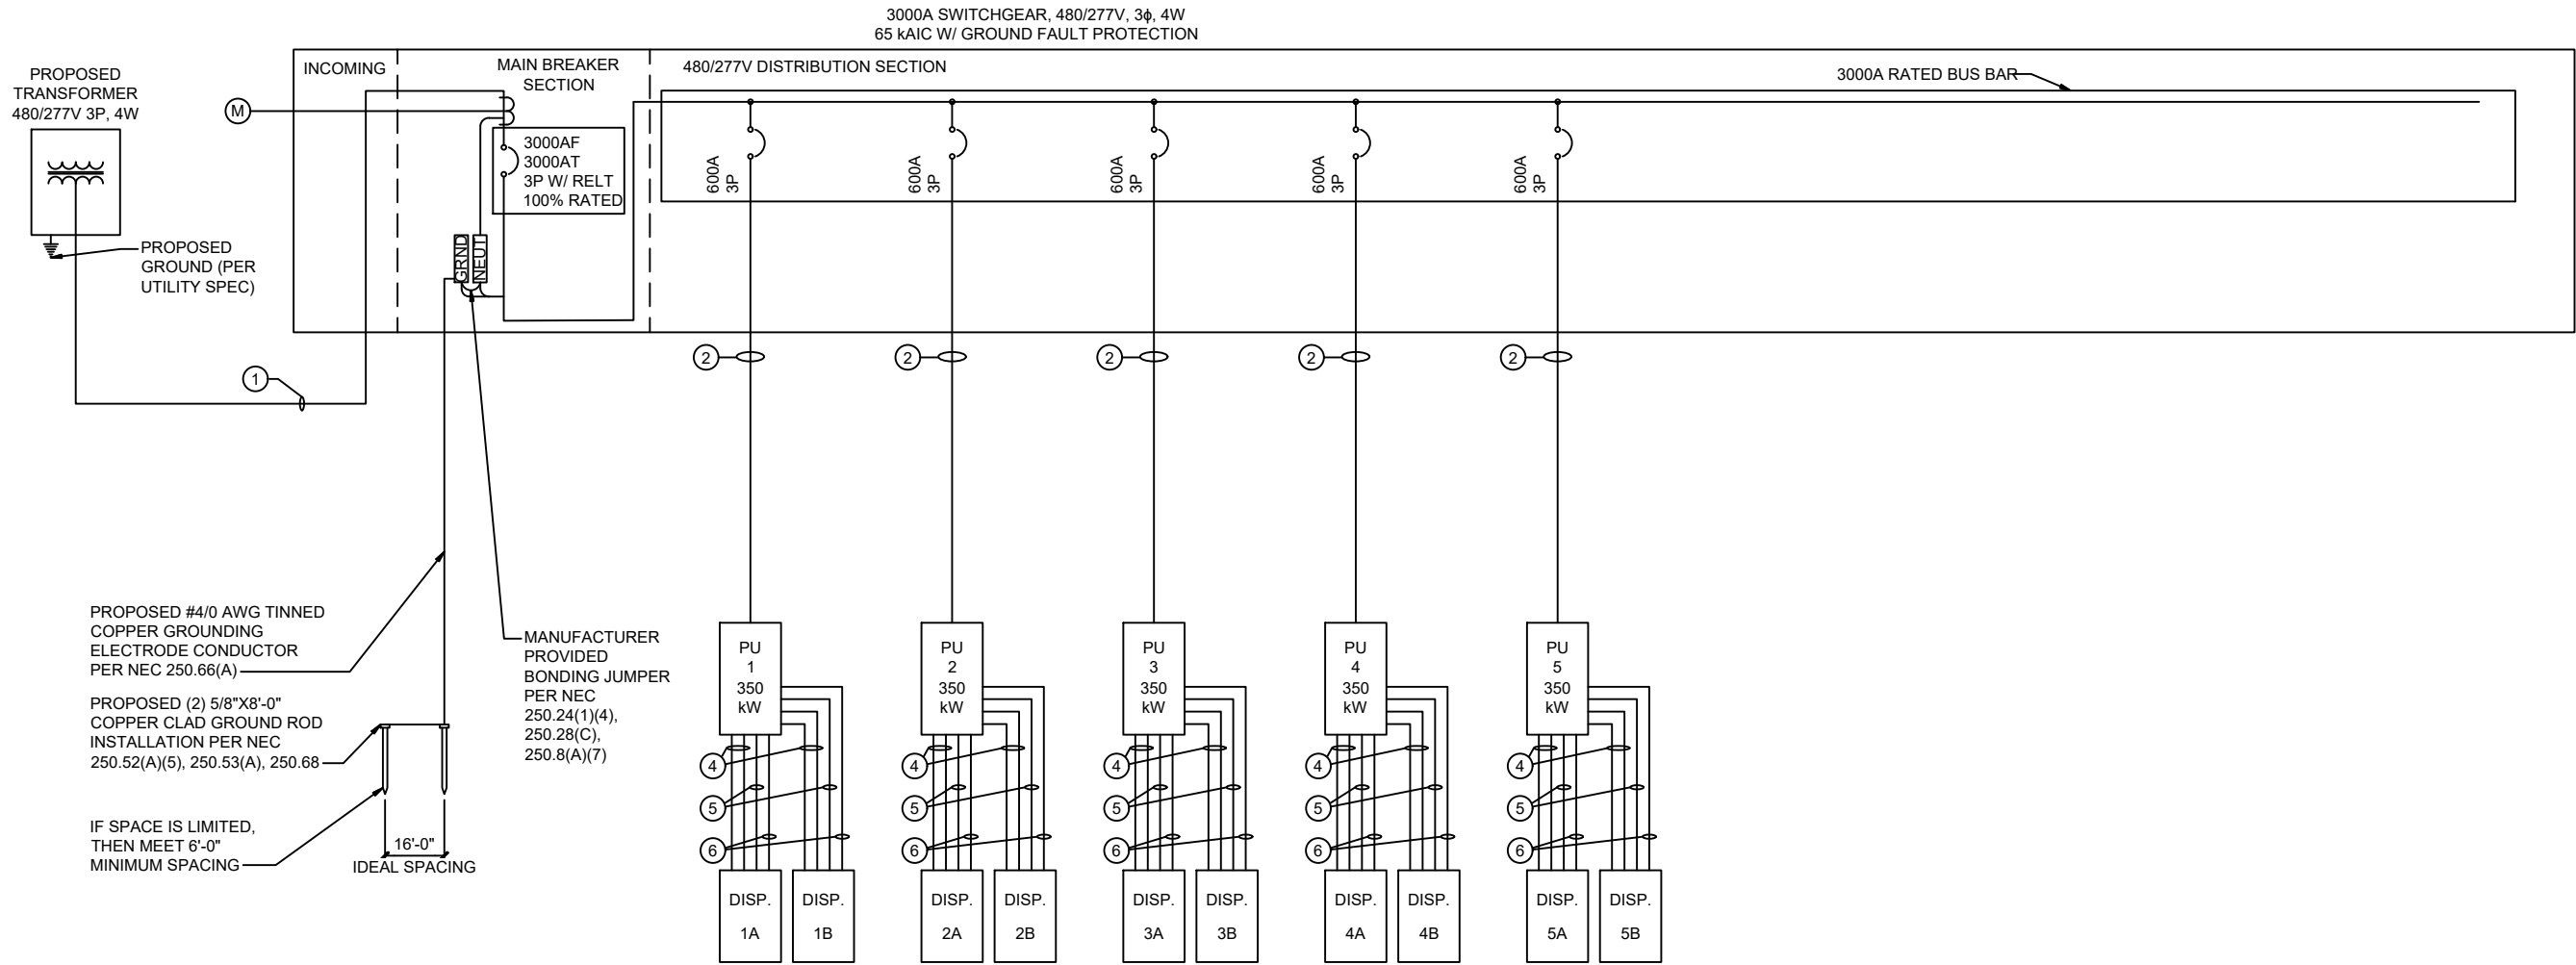 3000A SWITCHGEAR, 480/277V, 3ϕ, 4W
65 kAIC W/ GROUND FAULT PROTECTION
PROPOSED
TRANSFORMER
480/277V 3P, 4W
INCOMING
MAIN BREAKER
SECTION
480/277V DISTRIBUTION SECTION
3000A RATED BUS BAR
M
3000AF
3000AT
3P W/ RELT
100% RATED
600A
3P
600A
3P
600A
3P
600A
3P
600A
3P
GRND
NEUT
PROPOSED
GROUND (PER
UTILITY SPEC)
1
2
2
2
2
2
PROPOSED #4/0 AWG TINNED
COPPER GROUNDING
ELECTRODE CONDUCTOR
PER NEC 250.66(A)
PROPOSED (2) 5/8"X8'-0"
COPPER CLAD GROUND ROD
INSTALLATION PER NEC
250.52(A)(5), 250.53(A), 250.68
IF SPACE IS LIMITED,
THEN MEET 6'-0"
MINIMUM SPACING
16'-0"
IDEAL SPACING
MANUFACTURER
PROVIDED
BONDING JUMPER
PER NEC
250.24(1)(4),
250.28(C),
250.8(A)(7)
PU
1
350
kW
PU
2
350
kW
PU
3
350
kW
PU
4
350
kW
PU
5
350
kW
4
4
4
4
4
5
5
5
5
5
6
6
6
6
6
DISP.
1A
DISP.
1B
DISP.
2A
DISP.
2B
DISP.
3A
DISP.
3B
DISP.
4A
DISP.
4B
DISP.
5A
DISP.
5B